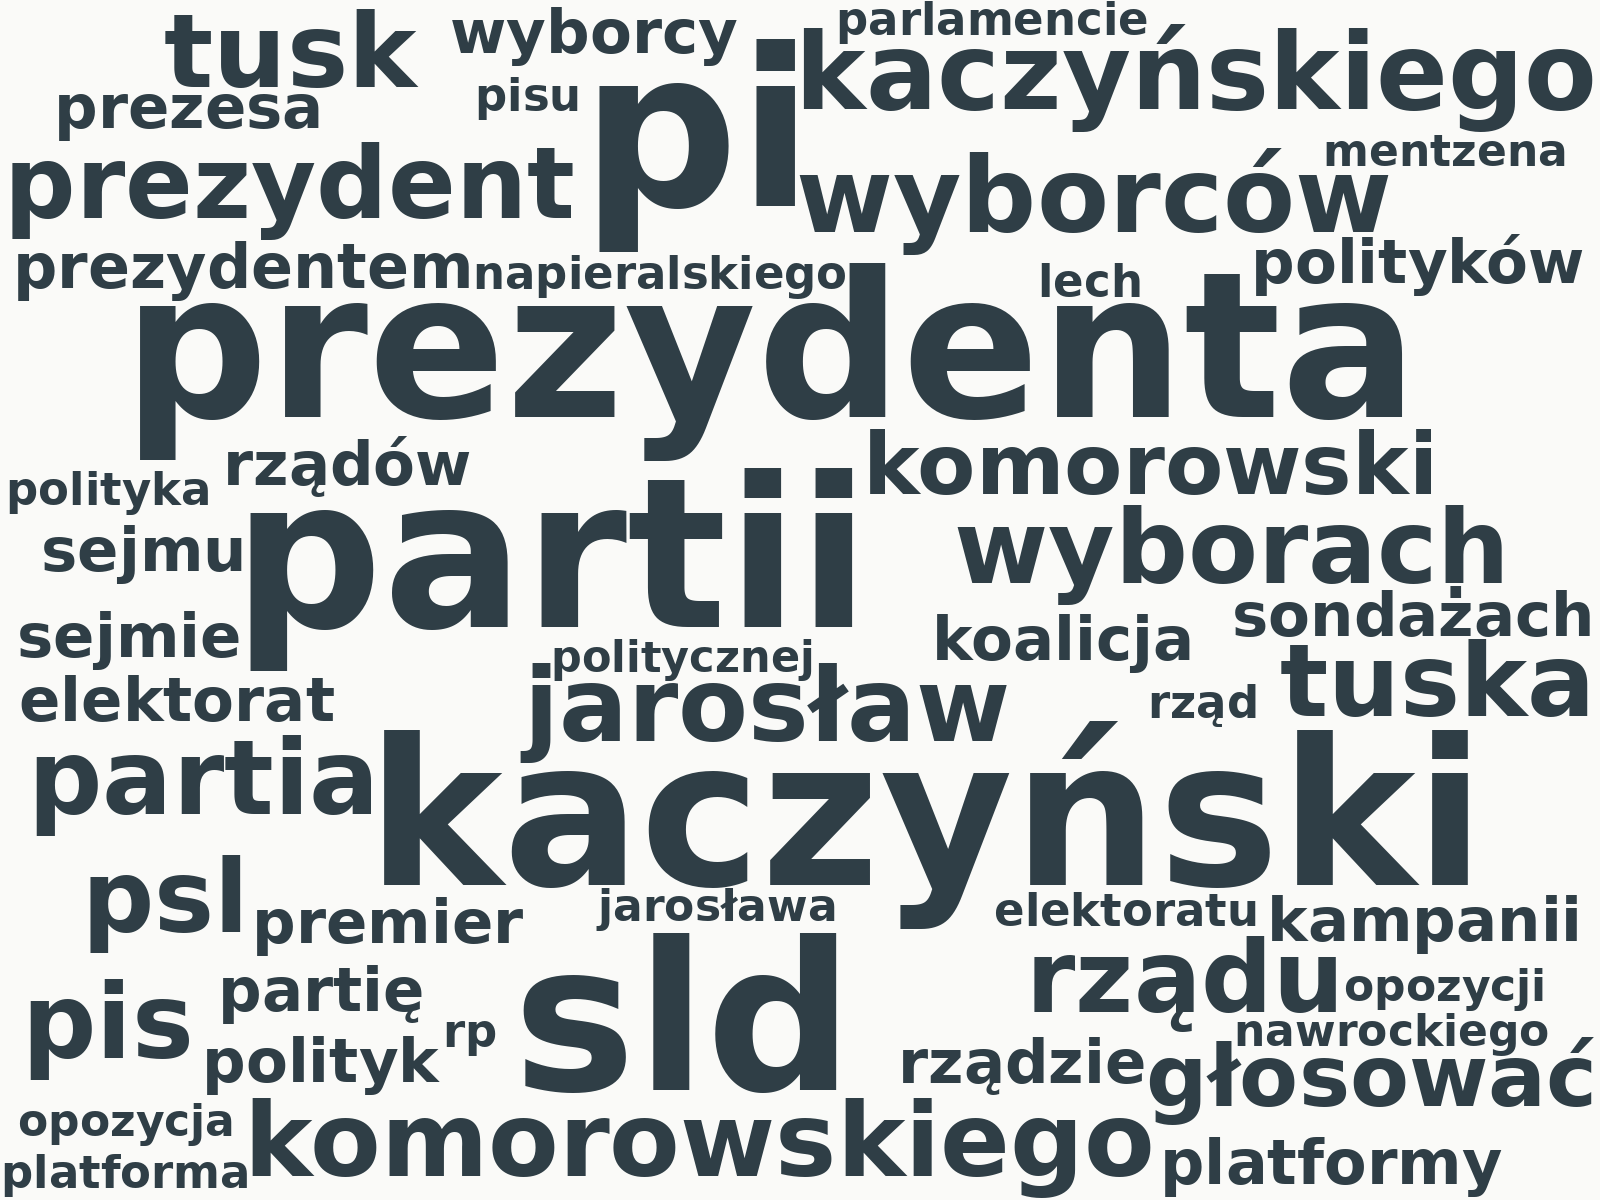 parlamencie
tusk wyborcy
pi kaczyńskiego
prezesa pisu
mentzena
prezydent wyborców
prezydentem napieralskiego lech polityków
prezydenta
polityka rządów komorowski
sejmu partii wyborach
sejmie koalicja sondażach
politycznej
elektorat jarosław rząd tuska
partia kaczyński
psl premier jarosława elektoratu kampanii
pis partię sld rządu opozycji
rp nawrockiego
polityk rządzie głosować
opozycja komorowskiego platformy
platforma